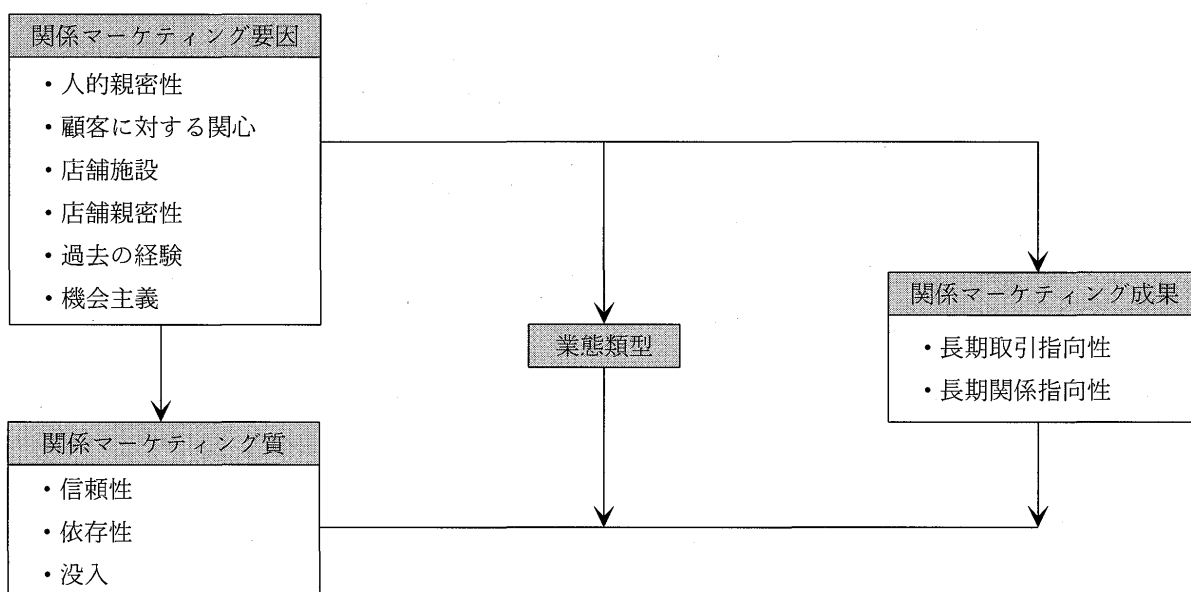 関係マーケティング要因
・人的親密性
・顧客に対する関心
・店舗施設
・店舗親密性
・過去の経験
・機会主義
業態類型
関係マーケティング成果
・長期取引指向性
・長期関係指向性
関係マーケティング質
・信頼性
・依存性
・没入